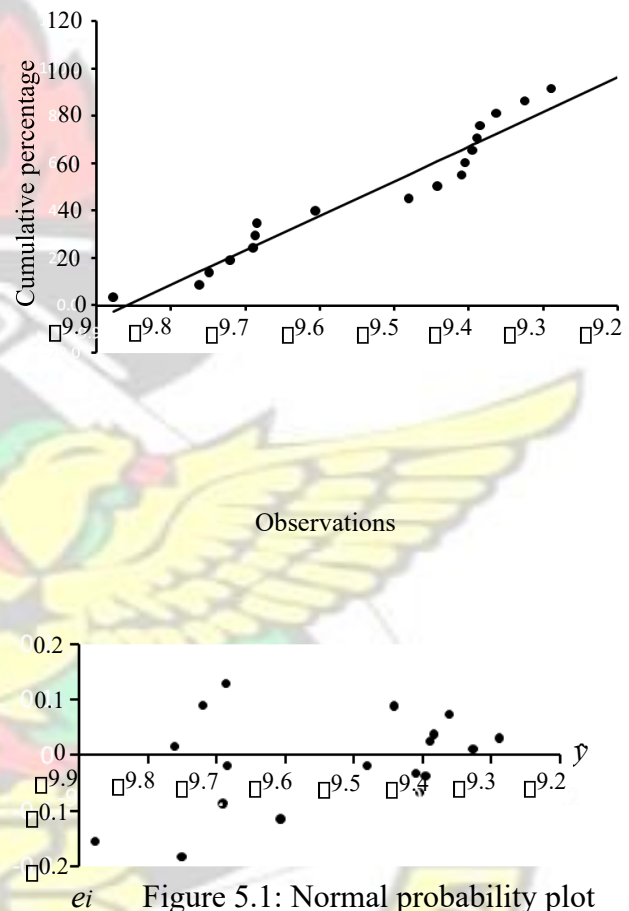 120
100
80
60
40
20
0
Cumulative percentage
□9.9 □9.8 □9.7 □9.6 □9.5 □9.4 □9.3 □9.2
Observations
0.2
0.1
0
ŷ
□9.9 □9.8 □9.7 □9.6 □9.5 □9.4 □9.3 □9.2
□0.1
□0.2
ei Figure 5.1: Normal probability plot